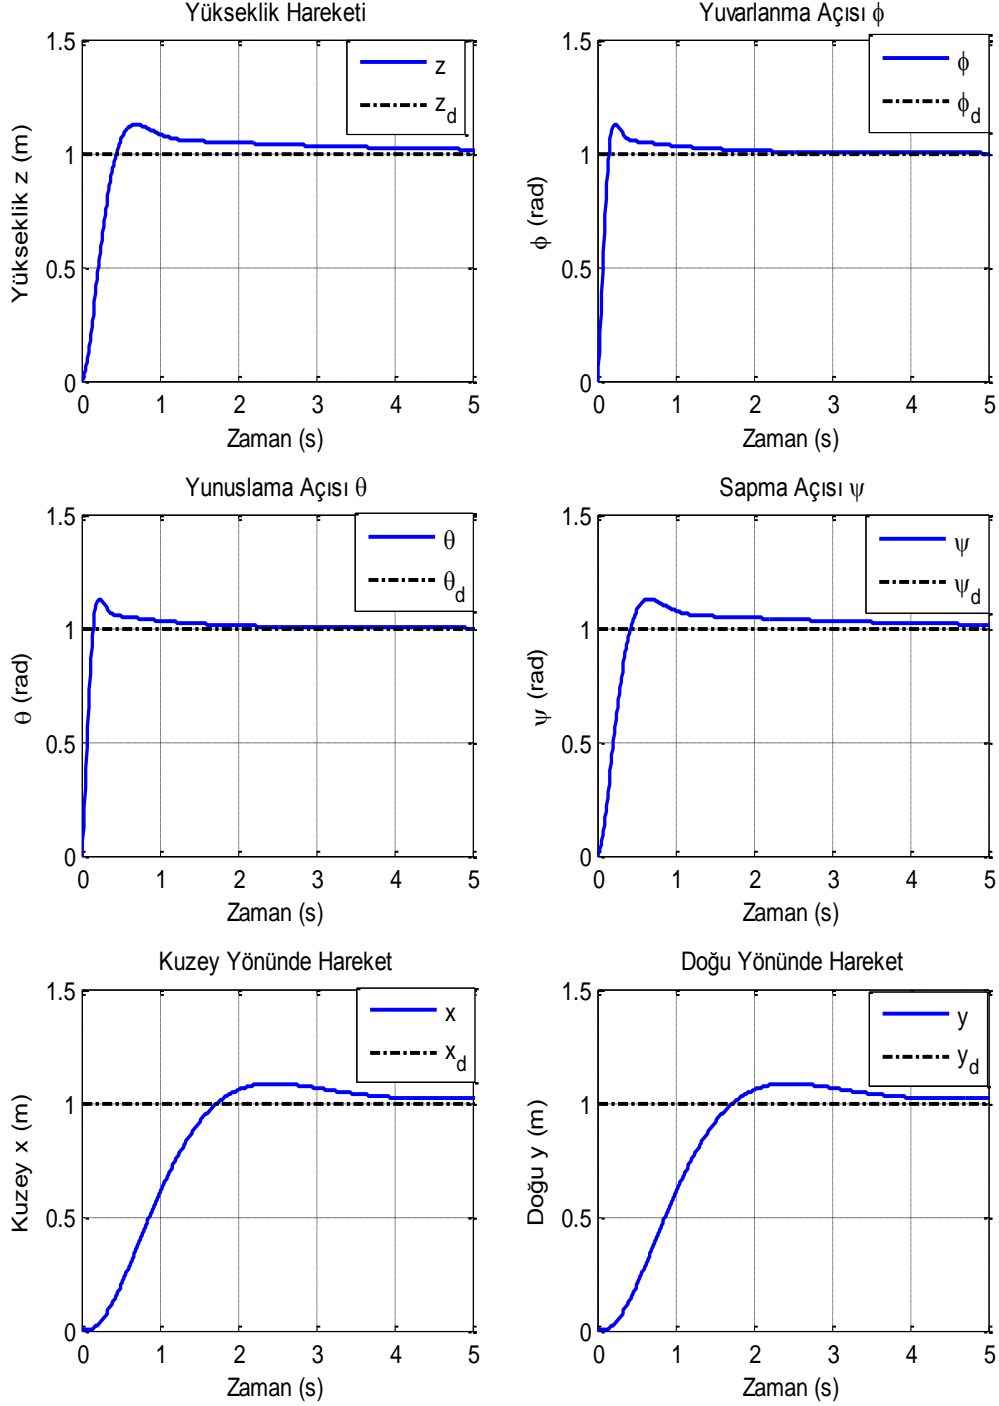 Yükseklik Hareketi
Yükseklik z (m)
1.5
1
0.5
0
z
z_d
0 1 2 3 4 5
Zaman (s)
Yuvarlanma Açısı ϕ
ϕ (rad)
1.5
1
0.5
0
ϕ
ϕ_d
0 1 2 3 4 5
Zaman (s)
Yunuslama Açısı θ
θ (rad)
1.5
1
0.5
0
θ
θ_d
0 1 2 3 4 5
Zaman (s)
Sapma Açısı ψ
ψ (rad)
1.5
1
0.5
0
ψ
ψ_d
0 1 2 3 4 5
Zaman (s)
Kuzey Yönünde Hareket
Kuzey x (m)
1.5
1
0.5
0
x
x_d
0 1 2 3 4 5
Zaman (s)
Doğu Yönünde Hareket
Doğu y (m)
1.5
1
0.5
0
y
y_d
0 1 2 3 4 5
Zaman (s)